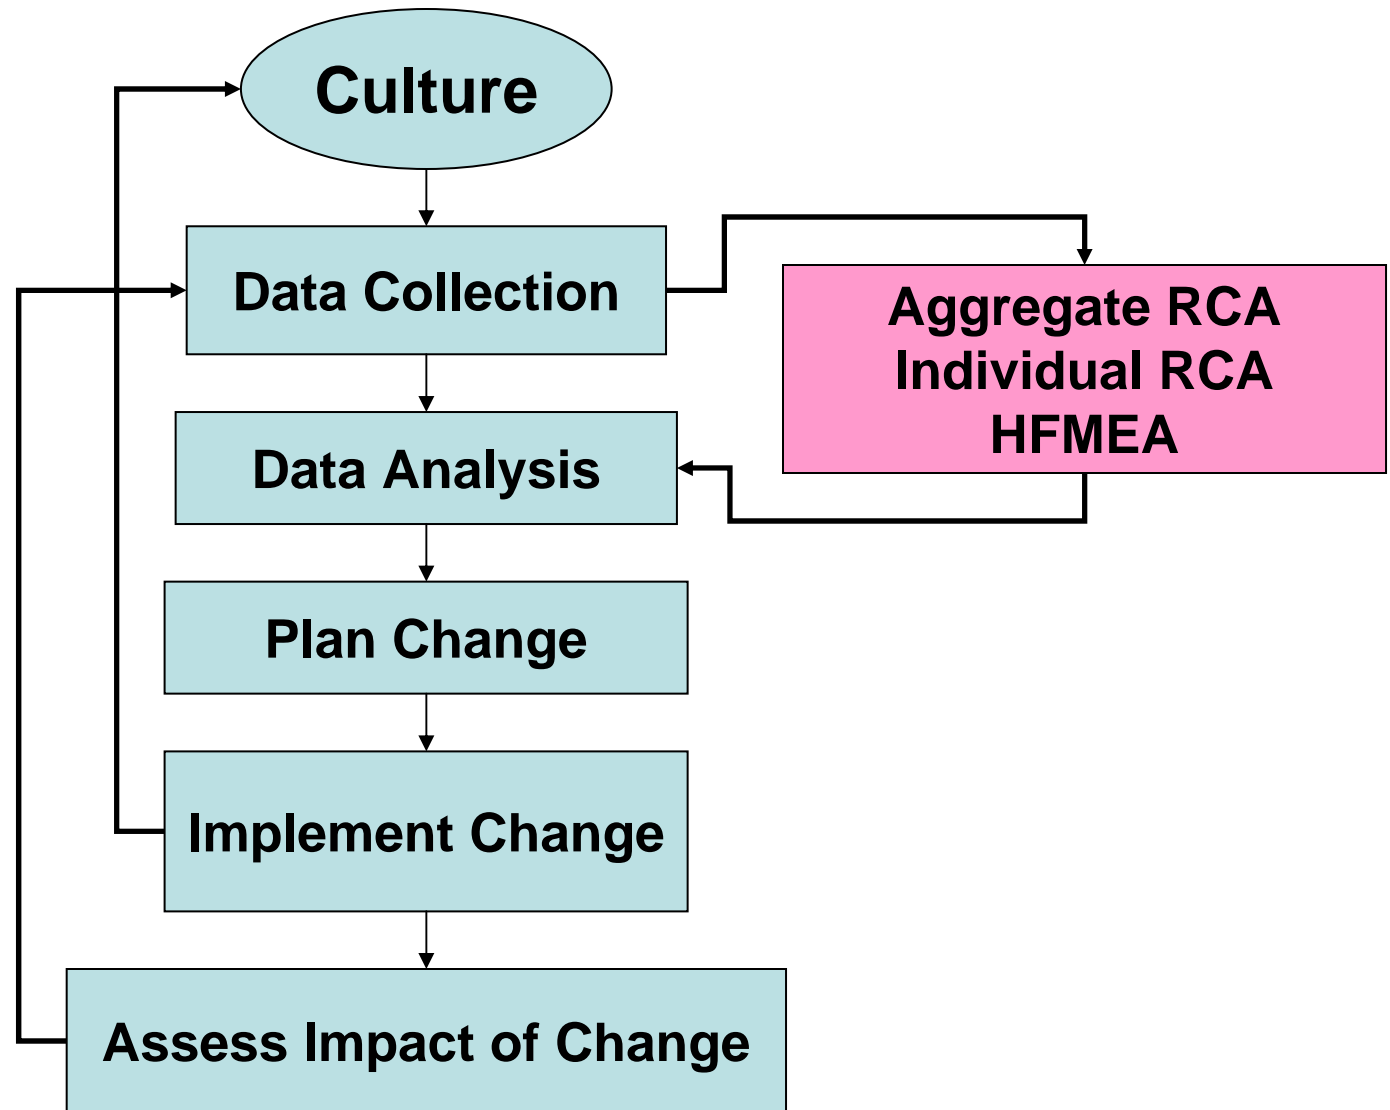 Culture
Data Collection
Aggregate RCA
Individual RCA
HFMEA
Data Analysis
Plan Change
Implement Change
Assess Impact of Change